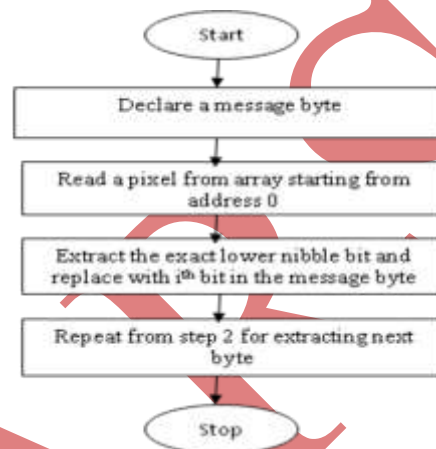 Start
Declare a message byte
Read a pixel from array starting from
address 0
Extract the exact lower nibble bit and
replace with iᵗʰ bit in the message byte
Repeat from step 2 for extracting next
byte
Stop